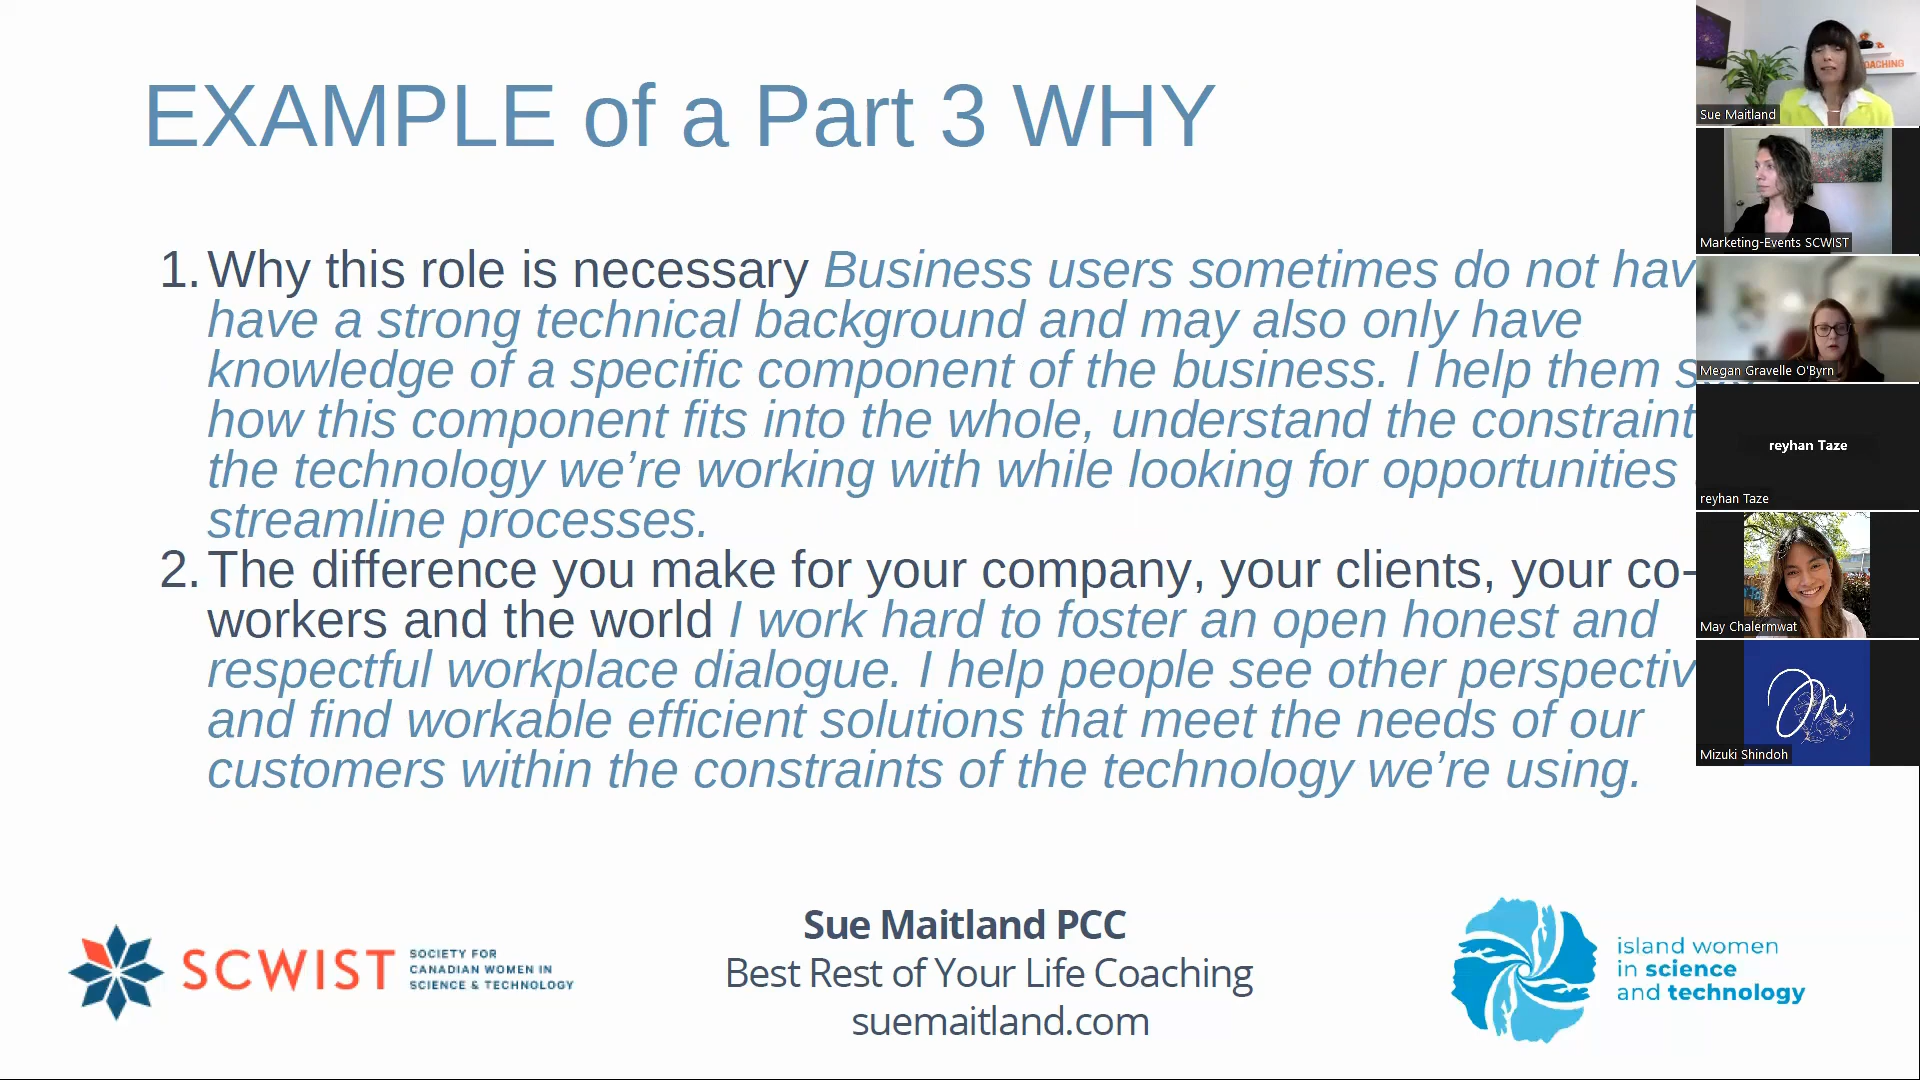 EXAMPLE of a Part 3 WHY
1. Why this role is necessary Business users sometimes do not hav
have a strong technical background and may also only have
knowledge of a specific component of the business. I help them s
how this component fits into the whole, understand the constraint
the technology we're working with while looking for opportunities
streamline processes.
2. The difference you make for your company, your clients, your co-
workers and the world I work hard to foster an open honest and
respectful workplace dialogue. I help people see other perspectiv
and find workable efficient solutions that meet the needs of our
customers within the constraints of the technology we're using.
SCWIST
SOCIETY FOR
CANADIAN WOMEN IN
SCIENCE & TECHNOLOGY
Sue Maitland PCC
Best Rest of Your Life Coaching
suemaitland.com
island women
in science
and technology
COACHING
Sue Maitland
Marketing-Events SCWIST
Megan Gravelle O'Byrn
reyhan Taze
reyhan Taze
May Chalermwat
Mizuki Shindoh